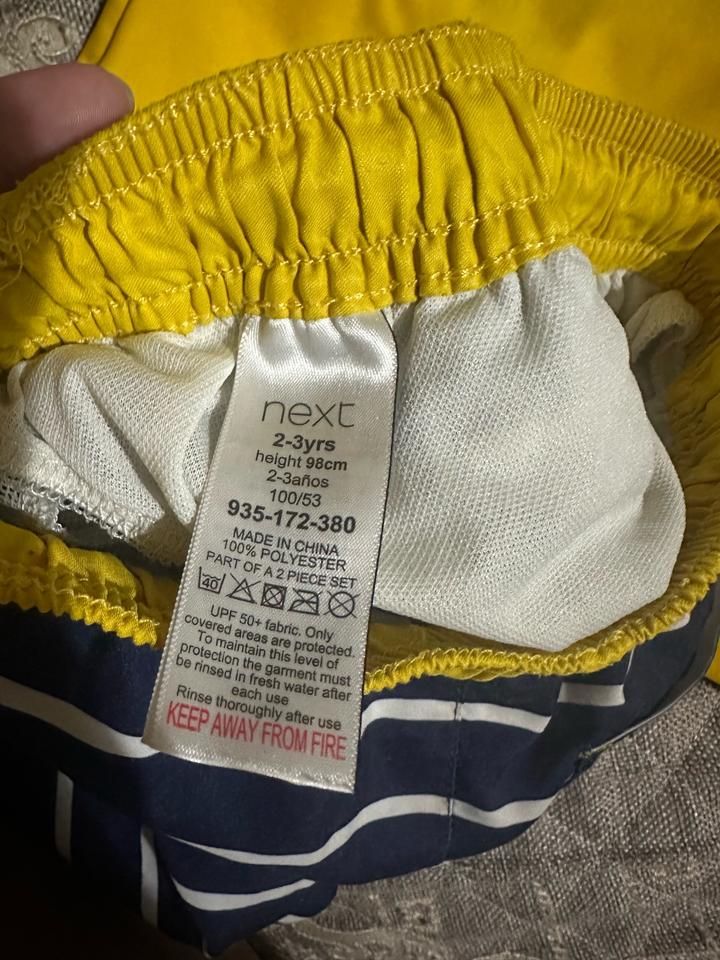 next
2-3yrs
height 98cm
2-3años
100/53
935-172-380
MADE IN CHINA
100% POLYESTER
PART OF A 2 PIECE SET
40
UPF 50+ fabric. Only
covered areas are protected.
To maintain this level of
protection the garment must
be rinsed in fresh water after
each use
Rinse thoroughly after use
KEEP AWAY FROM FIRE